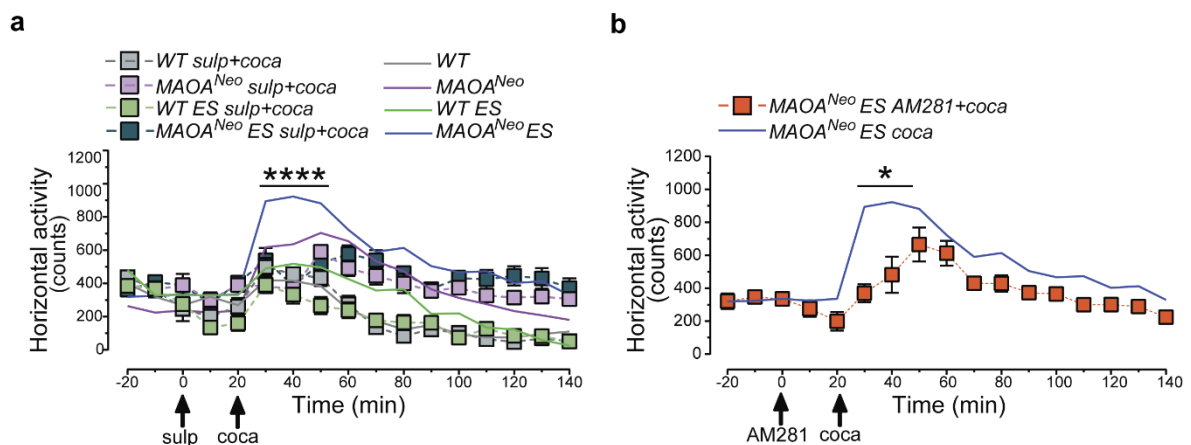 a
WT sulp+coca
WT
MAOA^Neo sulp+coca
MAOA^Neo
WT ES sulp+coca
WT ES
MAOA^Neo ES sulp+coca
MAOA^Neo ES
Horizontal activity
(counts)
1200
1000
800
600
400
200
0
****
-20 0 20 40 60 80 100 120 140
Time (min)
sulp coca
b
MAOA^Neo ES AM281+coca
MAOA^Neo ES coca
Horizontal activity
(counts)
1200
1000
800
600
400
200
0
*
-20 0 20 40 60 80 100 120 140
Time (min)
AM281 coca